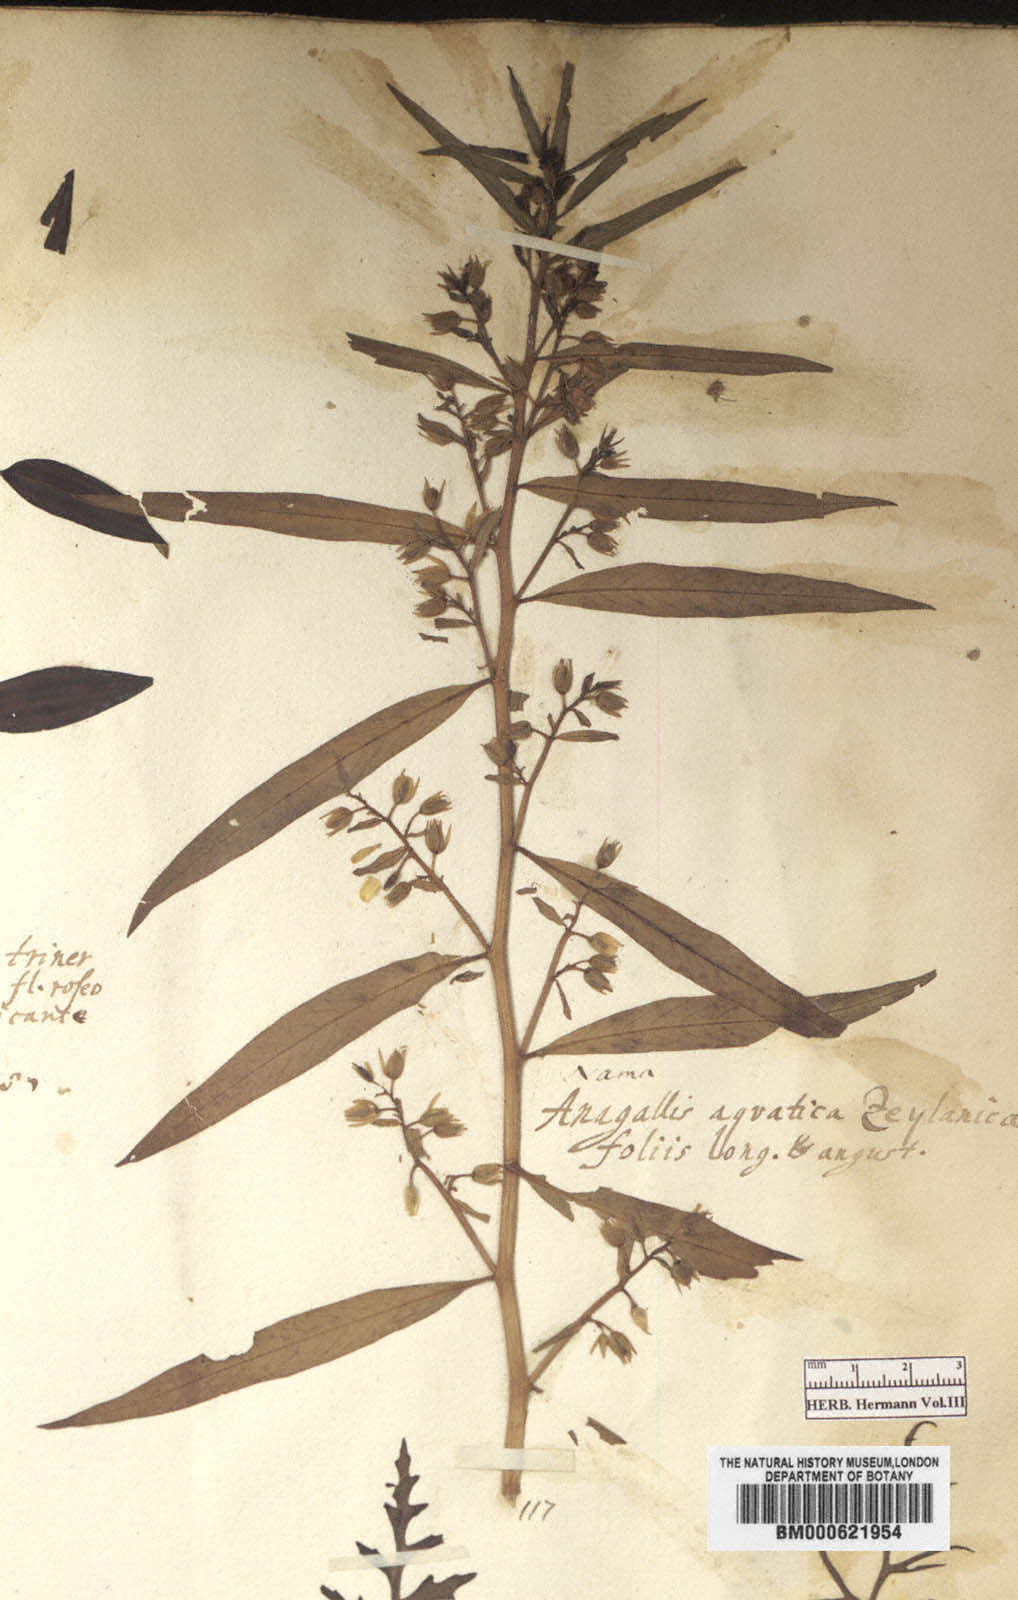 triner
fl. roseo
cante
Nama
Anagallis aquatica Zeylanica
foliis long. & angust.
mm 1 2 3
HERB. Hermann Vol.III
THE NATURAL HISTORY MUSEUM,LONDON
DEPARTMENT OF BOTANY
BM000621954
117